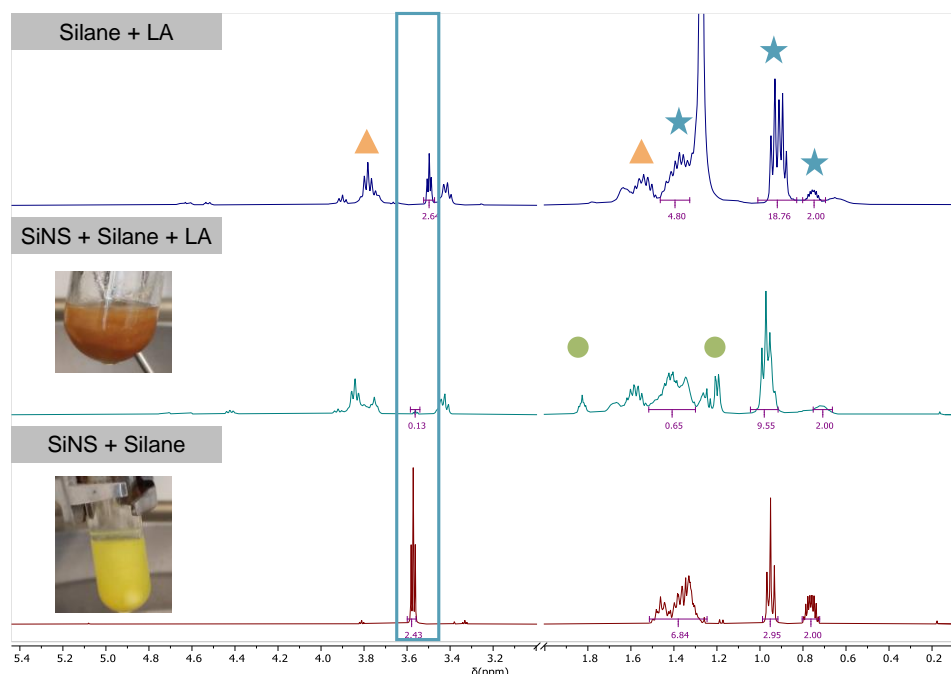 Silane + LA
2.64
4.80
18.76
2.00
SiNS + Silane + LA
0.13
0.65
9.55
2.00
SiNS + Silane
2.43
6.84
2.95
2.00
5.4 5.2 5.0 4.8 4.6 4.4 4.2 4.0 3.8 3.6 3.4 3.2 1.8 1.6 1.4 1.2 1.0 0.8 0.6 0.4 0.2
δ(ppm)